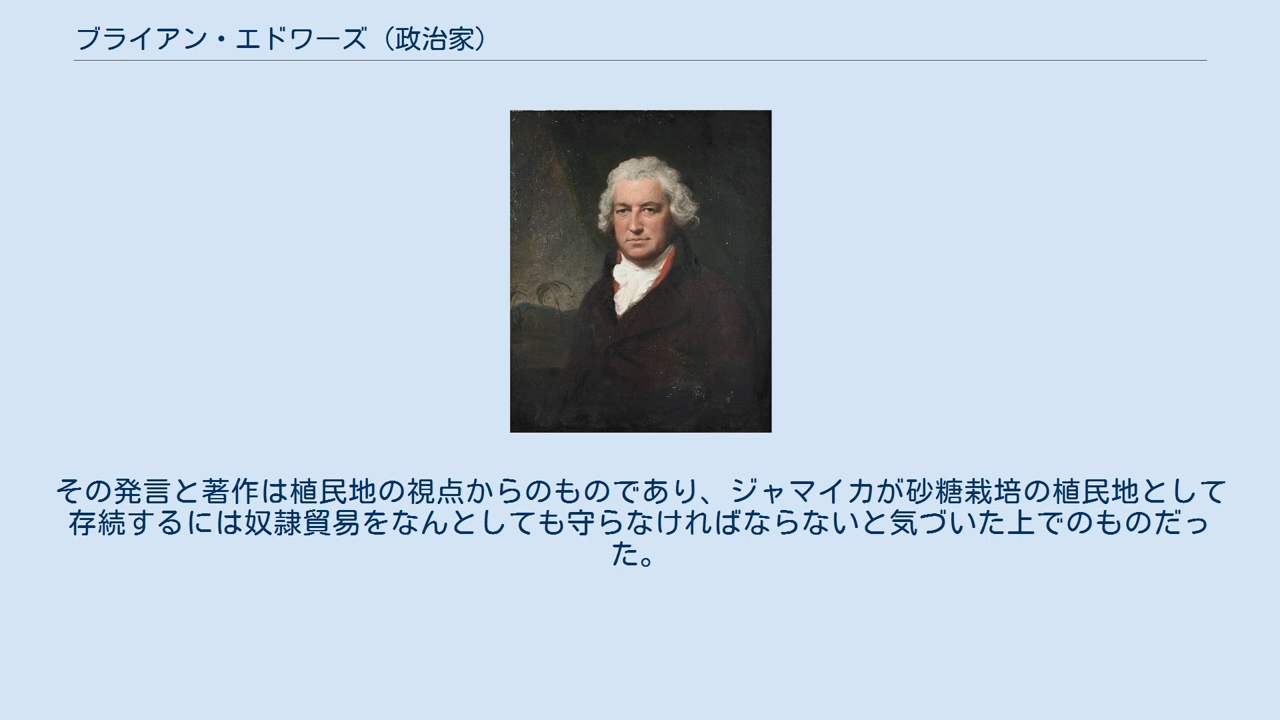 ブライアン・エドワーズ（政治家）
その発言と著作は植民地の視点からのものであり、ジャマイカが砂糖栽培の植民地として
存続するには奴隷貿易をなんとしても守らなければならないと気づいた上でのものだっ
た。